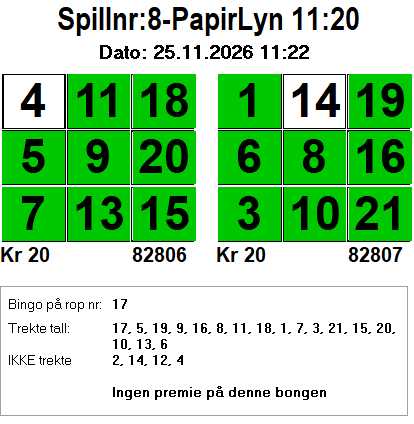 Spillnr:8-PapirLyn 11:20
Dato: 25.11.2026 11:22
4 11 18 1 14 19
5 9 20 6 8 16
7 13 15 3 10 21
Kr 20 82806 Kr 20 82807
Bingo på rop nr: 17
Trekte tall: 17, 5, 19, 9, 16, 8, 11, 18, 1, 7, 3, 21, 15, 20,
10, 13, 6
IKKE trekte 2, 14, 12, 4
Ingen premie på denne bongen